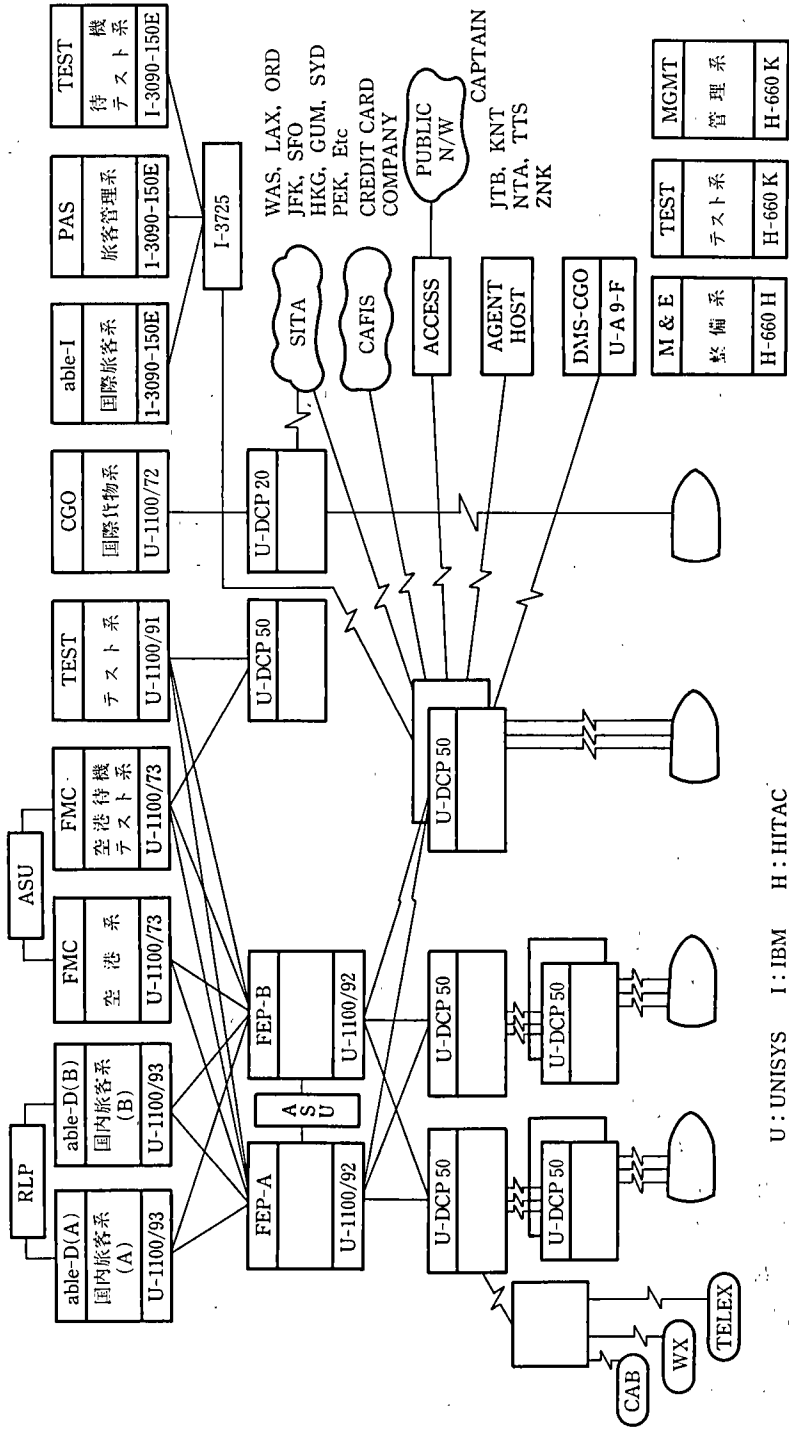 RLP
ASU
able-D(A)
国内旅客系
(A)
U-1100/93
able-D(B)
国内旅客系
(B)
U-1100/93
FMC
空港系
U-1100/73
FMC
空港待機
テスト系
U-1100/73
TEST
テスト系
U-1100/91
CGO
国際貨物系
U-1100/72
able-I
国際旅客系
I-3090-150E
PAS
旅客管理系
I-3090-150E
TEST
待機
テスト系
I-3090-150E
FEP-A
U-1100/92
ASU
FEP-B
U-1100/92
U-DCP 50
U-DCP 20
I-3725
U-DCP 50
U-DCP 50
U-DCP 50
U-DCP 50
U-DCP 50
SITA
WAS, LAX, ORD
JFK, SFO
HKG, GUM, SYD
PEK, Etc
CAFIS
CREDIT CARD
COMPANY
ACCESS
PUBLIC
N/W
CAPTAIN
AGENT
HOST
JTB, KNT
NTA, TTS
ZNK
DMS-CGO
U-A 9-F
M & E
整備系
H-660 H
TEST
テスト系
H-660 K
MGMT
管理系
H-660 K
CAB
WX
TELEX
U : UNISYS I : IBM H : HITAC